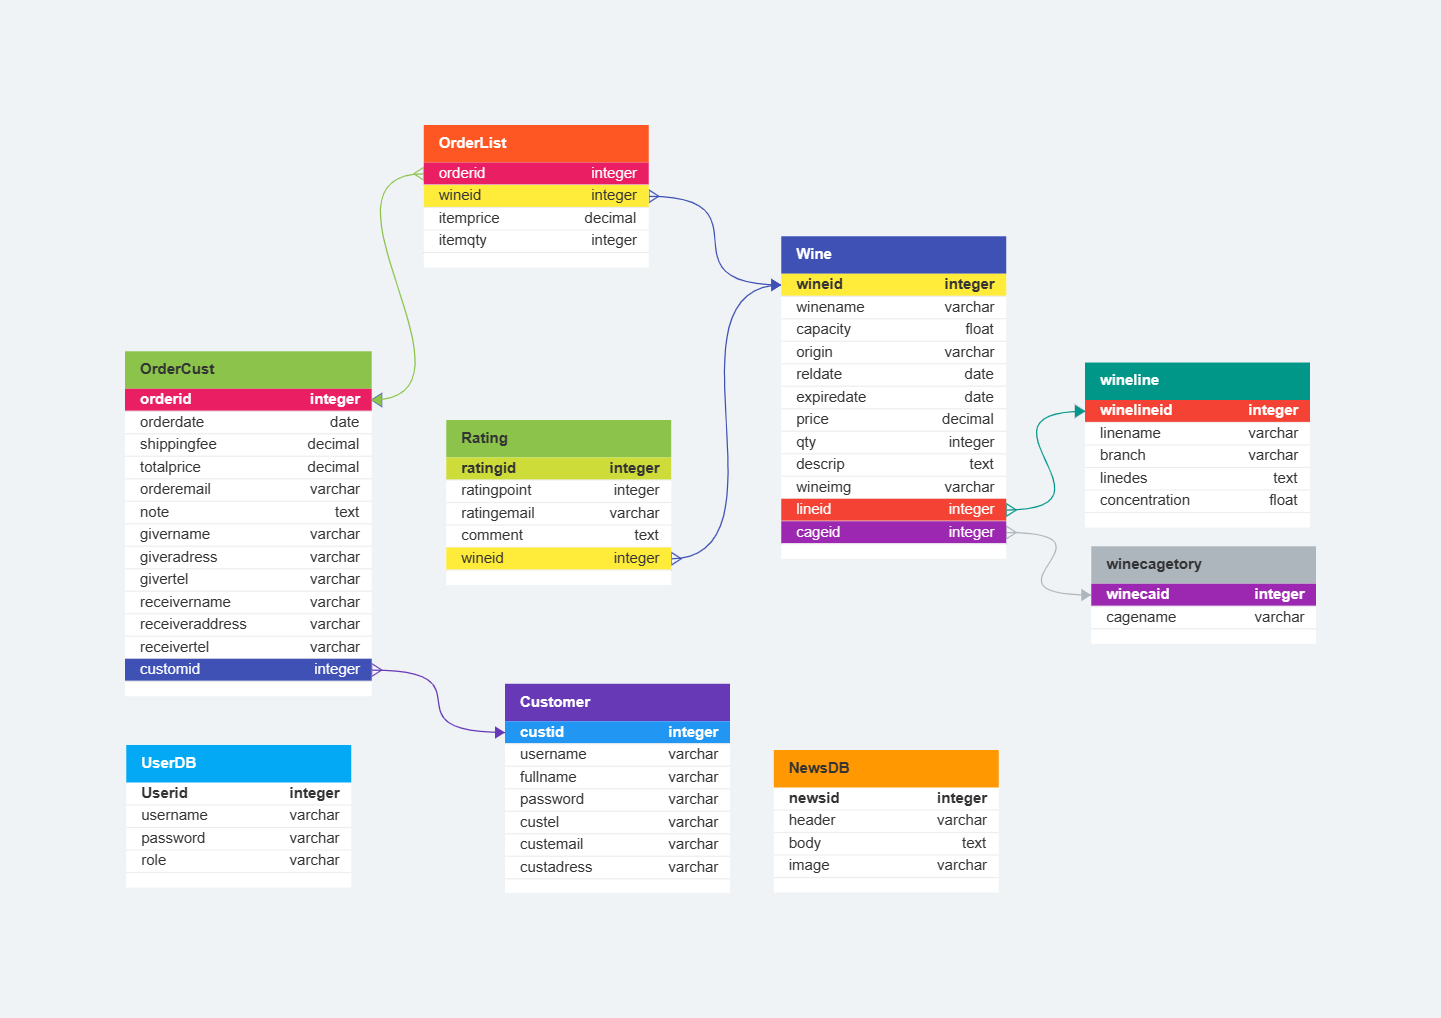 OrderList
orderid integer
wineid integer
itemprice decimal
itemqty integer
Wine
wineid integer
winename varchar
capacity float
origin varchar
reldate date
expiredate date
price decimal
qty integer
descrip text
wineimg varchar
lineid integer
cageid integer
OrderCust
orderid integer
orderdate date
shippingfee decimal
totalprice decimal
orderemail varchar
note text
givername varchar
giveradress varchar
givertel varchar
receivername varchar
receiveraddress varchar
receivertel varchar
customid integer
wineline
winelineid integer
linename varchar
branch varchar
linedes text
concentration float
Rating
ratingid integer
ratingpoint integer
ratingemail varchar
comment text
wineid integer
winecagetory
winecaid integer
cagename varchar
Customer
custid integer
username varchar
fullname varchar
password varchar
custel varchar
custemail varchar
custadress varchar
UserDB
Userid integer
username varchar
password varchar
role varchar
NewsDB
newsid integer
header varchar
body text
image varchar